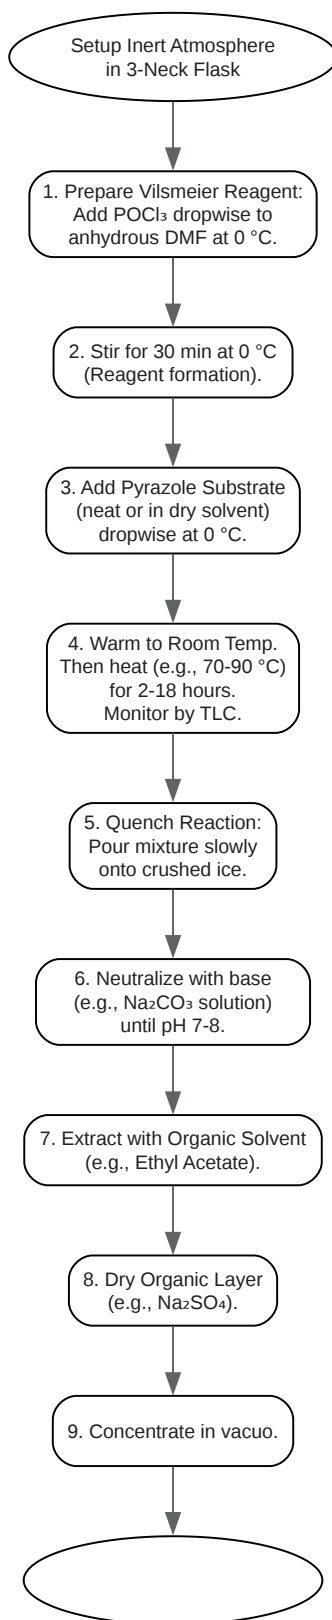 Setup Inert Atmosphere
in 3-Neck Flask
1. Prepare Vilsmeier Reagent:
Add POCl₃ dropwise to
anhydrous DMF at 0 °C.
2. Stir for 30 min at 0 °C
(Reagent formation).
3. Add Pyrazole Substrate
(neat or in dry solvent)
dropwise at 0 °C.
4. Warm to Room Temp.
Then heat (e.g., 70-90 °C)
for 2-18 hours.
Monitor by TLC.
5. Quench Reaction:
Pour mixture slowly
onto crushed ice.
6. Neutralize with base
(e.g., Na₂CO₃ solution)
until pH 7-8.
7. Extract with Organic Solvent
(e.g., Ethyl Acetate).
8. Dry Organic Layer
(e.g., Na₂SO₄).
9. Concentrate in vacuo.